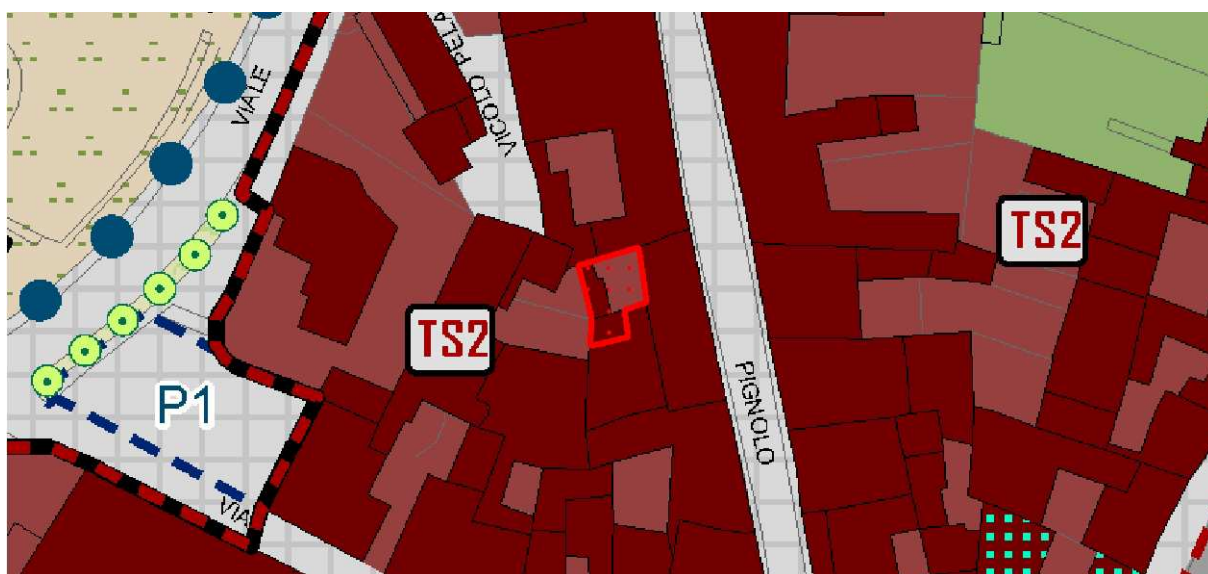 VIALE
VICOLO PELA
TS2
TS2
PIGNOLO
P1
VIA